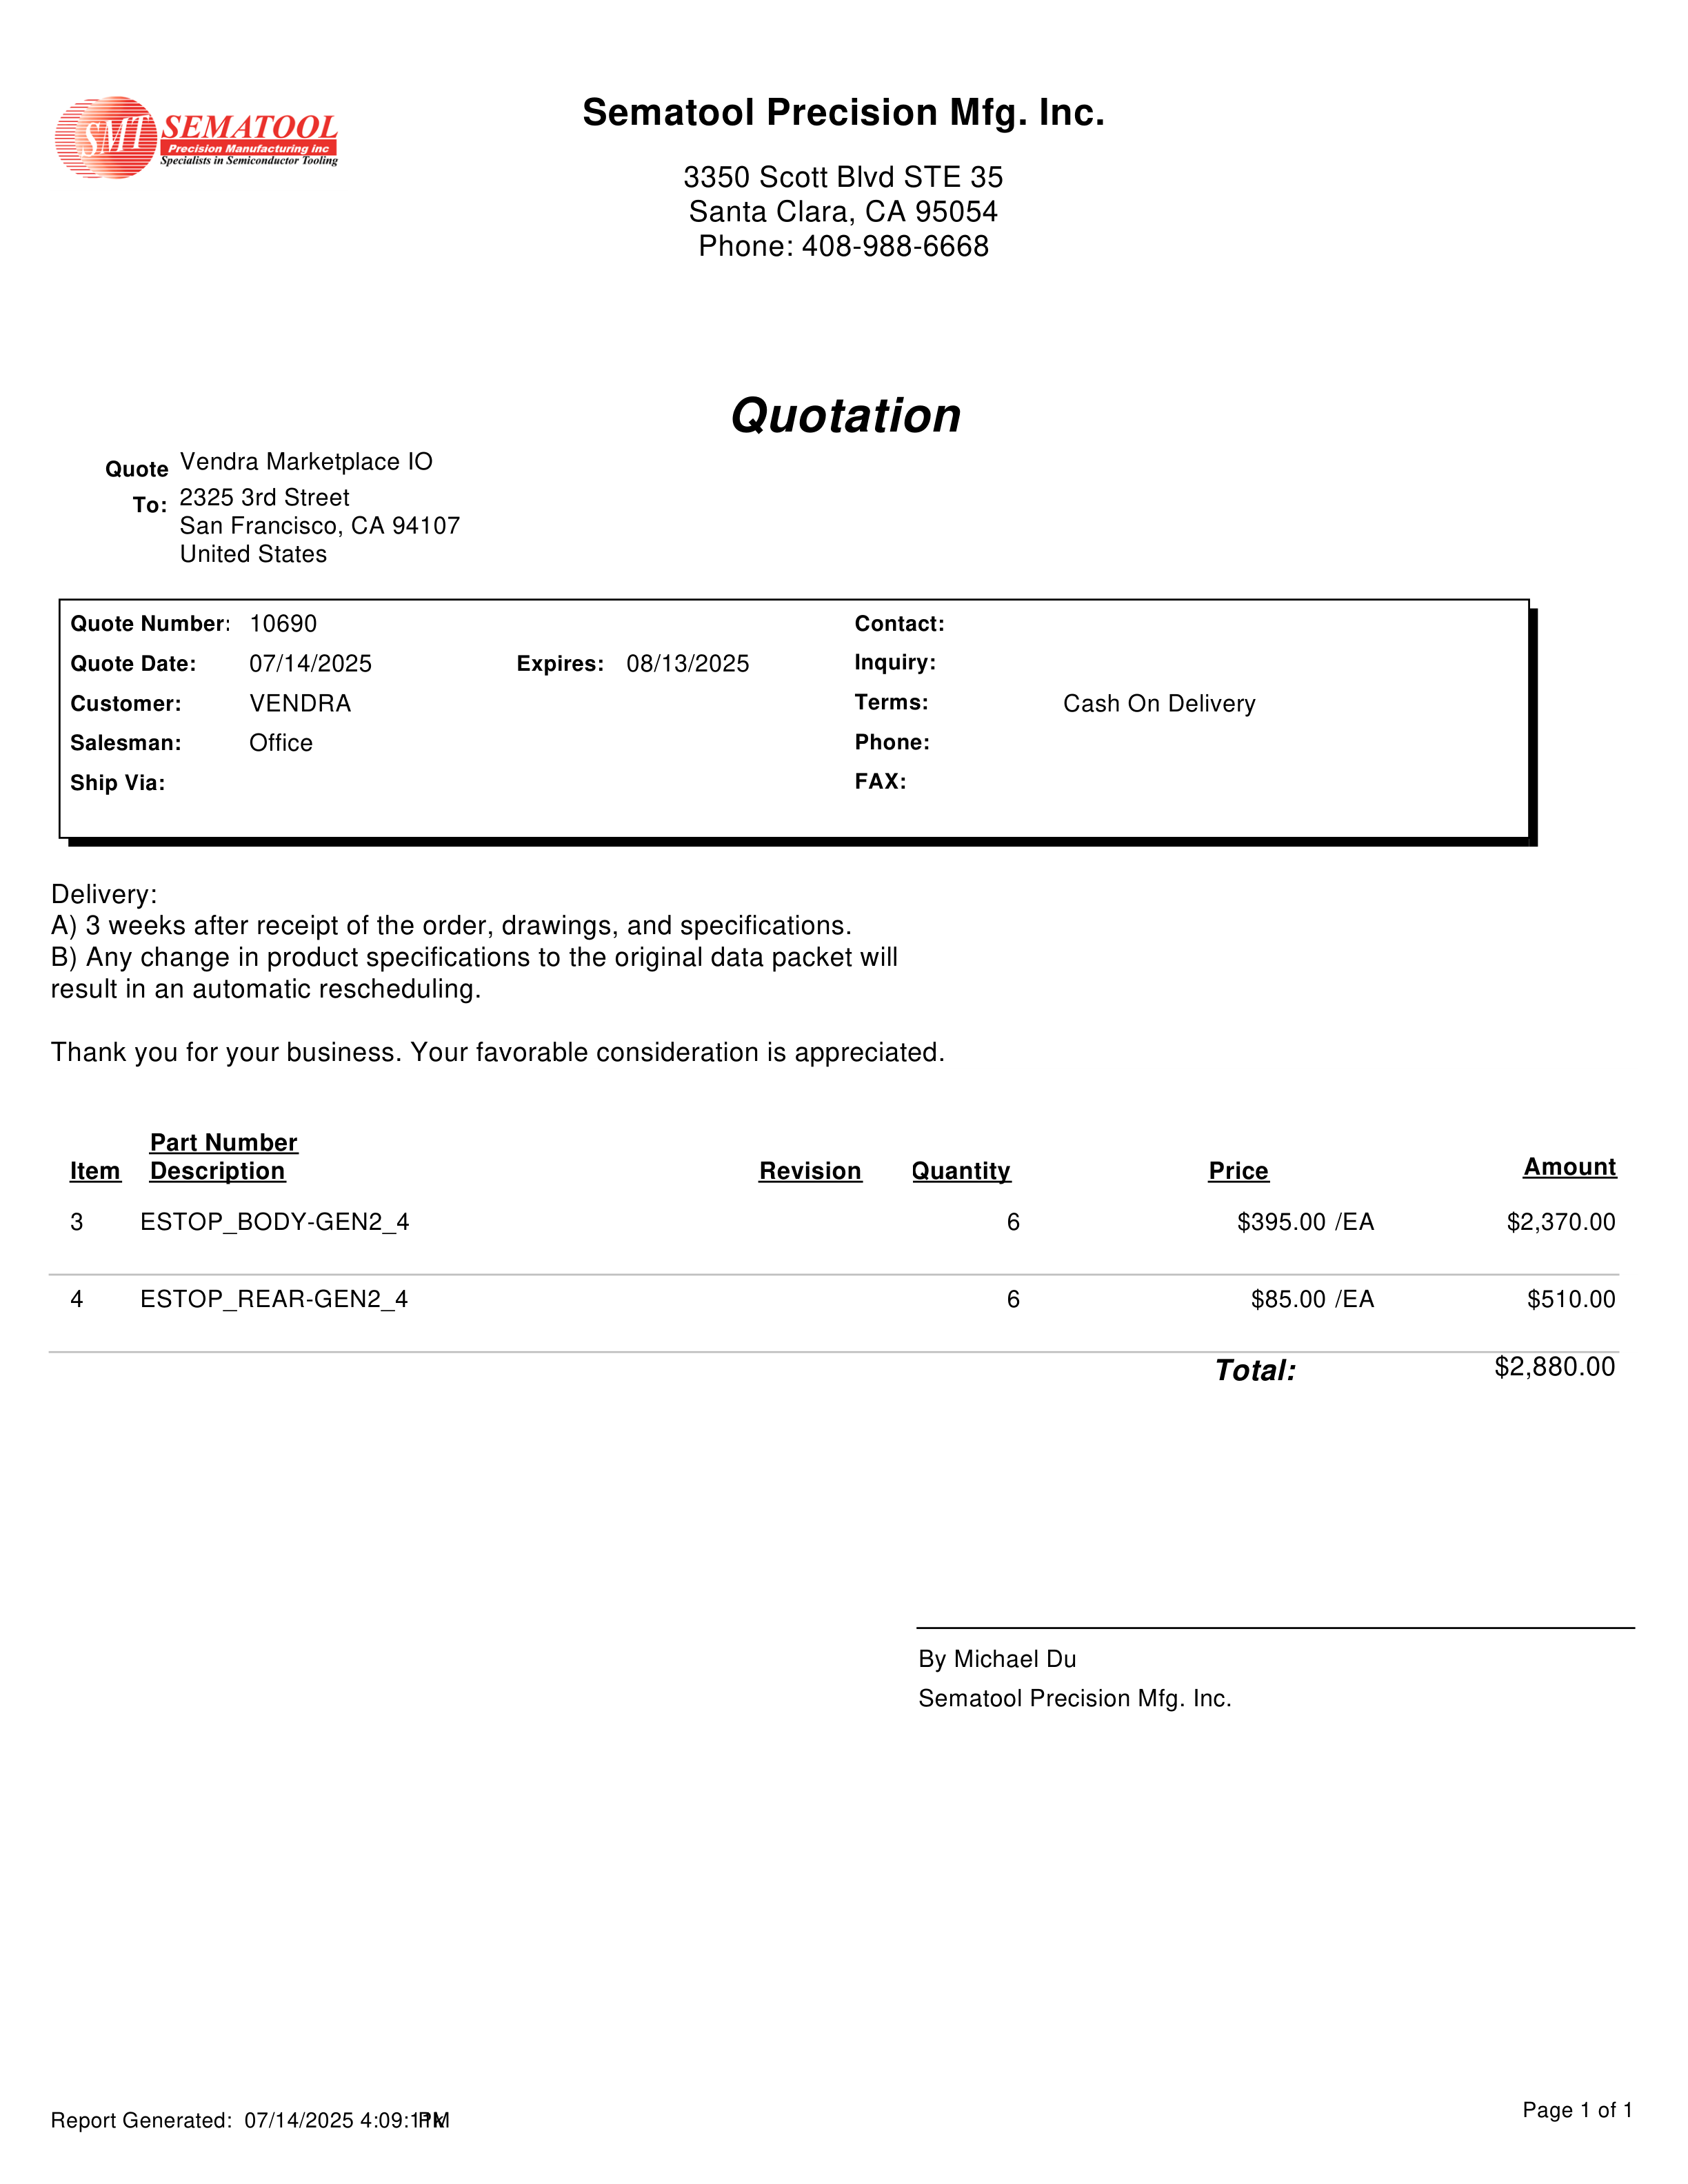 SMT SEMATOOL
Precision Manufacturing inc
Specialists in Semiconductor Tooling
Sematool Precision Mfg. Inc.
3350 Scott Blvd STE 35
Santa Clara, CA 95054
Phone: 408-988-6668
Quotation
Quote To:
Vendra Marketplace IO
2325 3rd Street
San Francisco, CA 94107
United States
Quote Number: 10690 Contact:
Quote Date: 07/14/2025 Expires: 08/13/2025 Inquiry:
Customer: VENDRA Terms: Cash On Delivery
Salesman: Office Phone:
Ship Via: FAX:
Delivery:
A) 3 weeks after receipt of the order, drawings, and specifications.
B) Any change in product specifications to the original data packet will
result in an automatic rescheduling.
Thank you for your business. Your favorable consideration is appreciated.
Part Number
Item Description Revision Quantity Price Amount
3 ESTOP_BODY-GEN2_4 6 $395.00 /EA $2,370.00
4 ESTOP_REAR-GEN2_4 6 $85.00 /EA $510.00
Total: $2,880.00
By Michael Du
Sematool Precision Mfg. Inc.
Report Generated: 07/14/2025 PM
Page 1 of 1